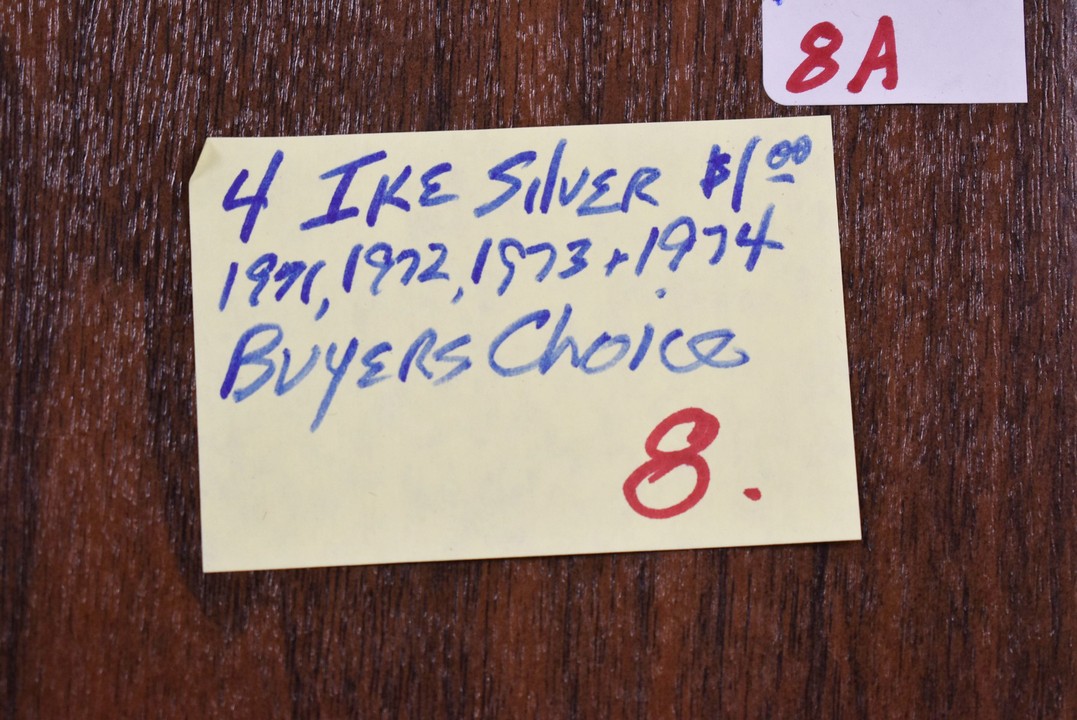 8A
4 IKE SilvER $1.00
1971, 1972, 1973 + 1974
BuyERS Choice
8.